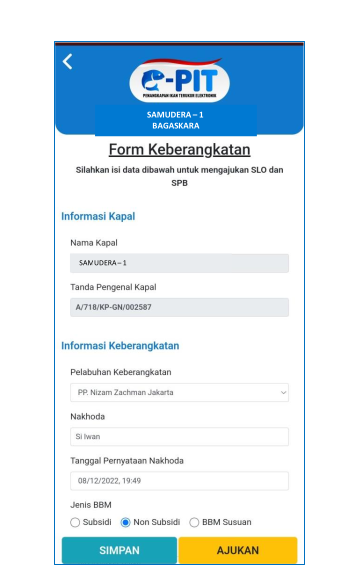 e-PIT
PENANGKAPAN IKAN TERUKUR ELEKTRONIK
SAMUDERA – 1
BAGASKARA
Form Keberangkatan
Silahkan isi data dibawah untuk mengajukan SLO dan
SPB
Informasi Kapal
Nama Kapal
SAMUDERA – 1
Tanda Pengenal Kapal
A/718/KP-GN/002587
Informasi Keberangkatan
Pelabuhan Keberangkatan
PP. Nizam Zachman Jakarta
Nakhoda
Si Iwan
Tanggal Pernyataan Nakhoda
08/12/2022, 19:49
Jenis BBM
Subsidi Non Subsidi BBM Susuan
SIMPAN AJUKAN